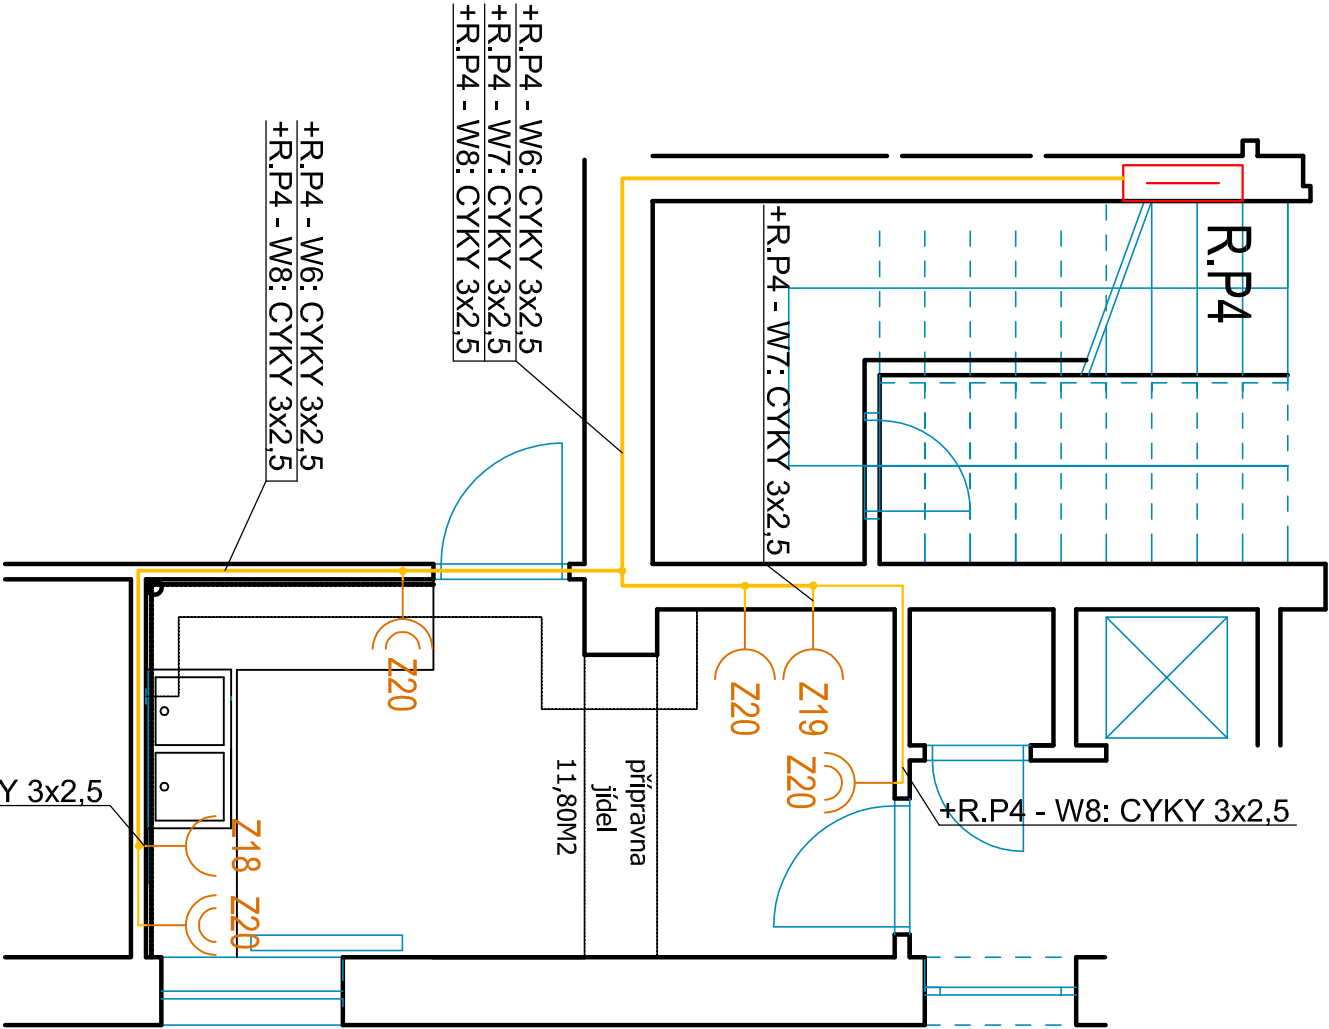 +R.P4 - W6: CYKY 3x2,5
+R.P4 - W7: CYKY 3x2,5
+R.P4 - W8: CYKY 3x2,5
+R.P4 - W6: CYKY 3x2,5
+R.P4 - W8: CYKY 3x2,5
+R.P4 - W7: CYKY 3x2,5
R.P4
Z20
Z20
Z19
Z20
přípravna
jídel
11,80M2
+R.P4 - W8: CYKY 3x2,5
Y 3x2,5
Z18
Z20